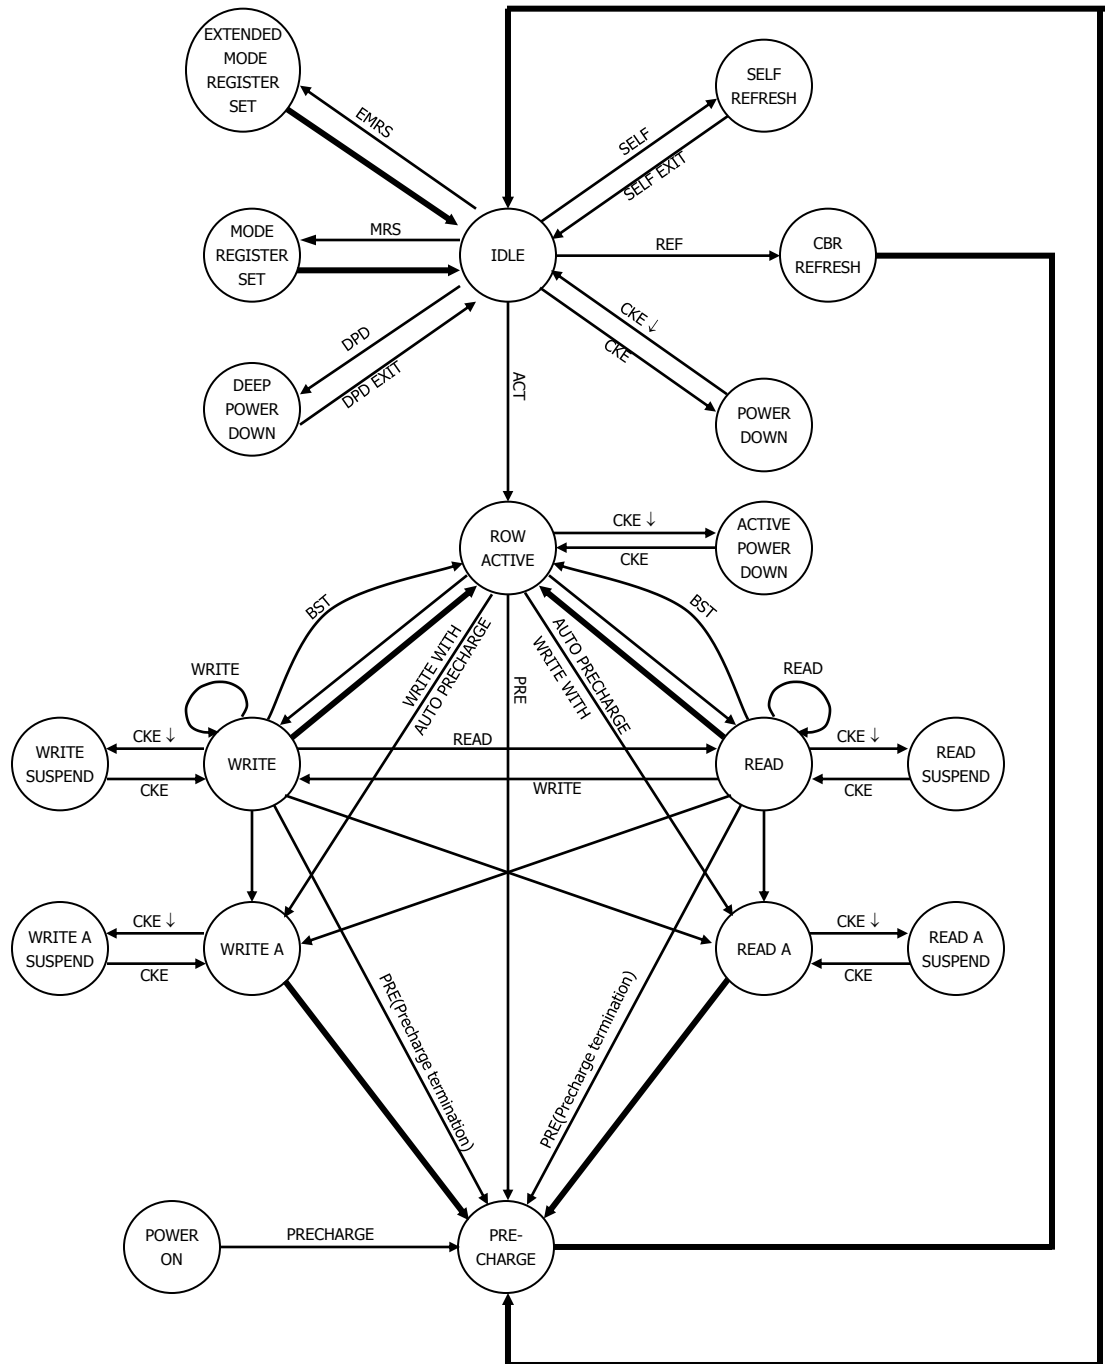 EXTENDED
MODE
REGISTER
SET
SELF
REFRESH
EMRS
SELF
SELF EXIT
MODE
REGISTER
SET
MRS
IDLE
REF
CBR
REFRESH
DPD
DPD EXIT
CKE ↓
CKE
ACT
DEEP
POWER
DOWN
POWER
DOWN
ROW
ACTIVE
CKE ↓
CKE
ACTIVE
POWER
DOWN
BST
BST
WRITE WITH
AUTO PRECHARGE
PRE
AUTO PRECHARGE
WRITE WITH
WRITE
READ
WRITE
SUSPEND
CKE ↓
CKE
WRITE
READ
WRITE
READ
CKE ↓
CKE
READ
SUSPEND
WRITE A
SUSPEND
CKE ↓
CKE
WRITE A
READ A
CKE ↓
CKE
READ A
SUSPEND
PRE(Precharge termination)
PRE(Precharge termination)
POWER
ON
PRECHARGE
PRE-
CHARGE